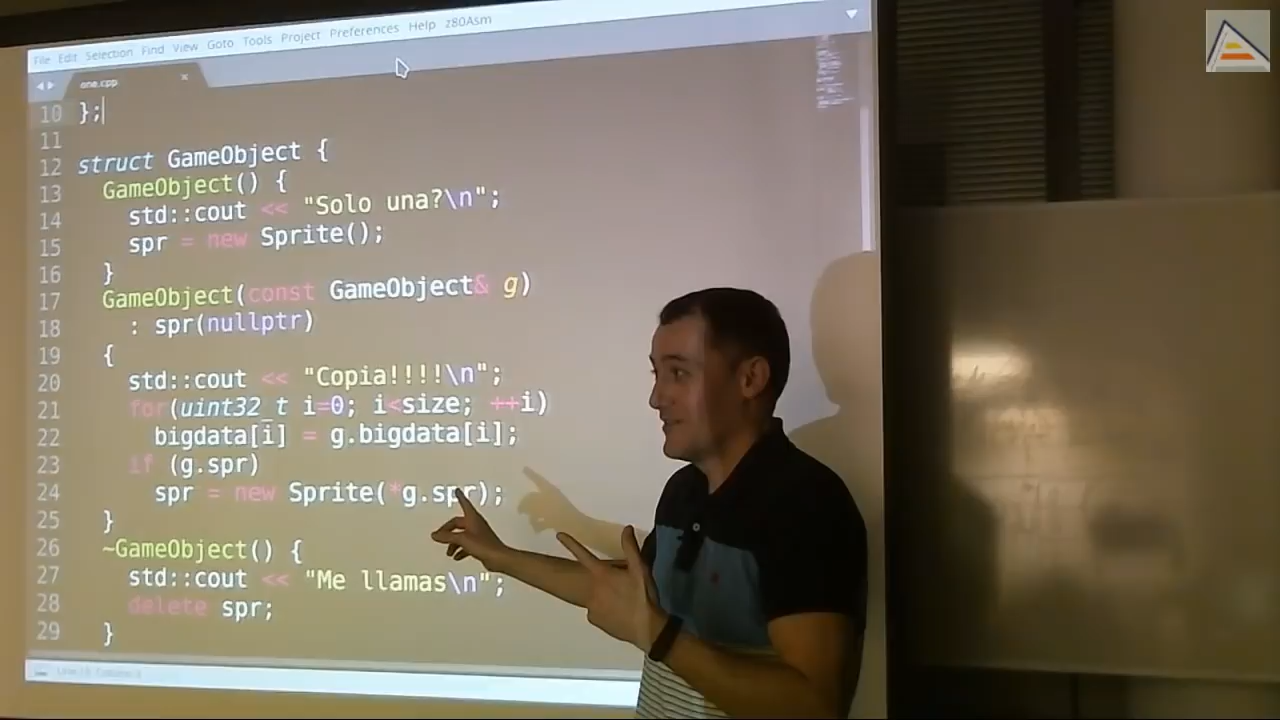 File Edit Selection Find View Goto Tools Project Preferences Help z80Asm
one.cpp
10 };
11
12 struct GameObject {
13 GameObject() {
14 std::cout << "Solo una?\n";
15 spr = new Sprite();
16 }
17 GameObject(const GameObject& g)
18 : spr(nullptr)
19 {
20 std::cout << "Copia!!!!\n";
21 for(uint32_t i=0; i<size; ++i)
22 bigdata[i] = g.bigdata[i];
23 if (g.spr)
24 spr = new Sprite(*g.spr);
25 }
26 ~GameObject() {
27 std::cout << "Me llamas\n";
28 delete spr;
29 }